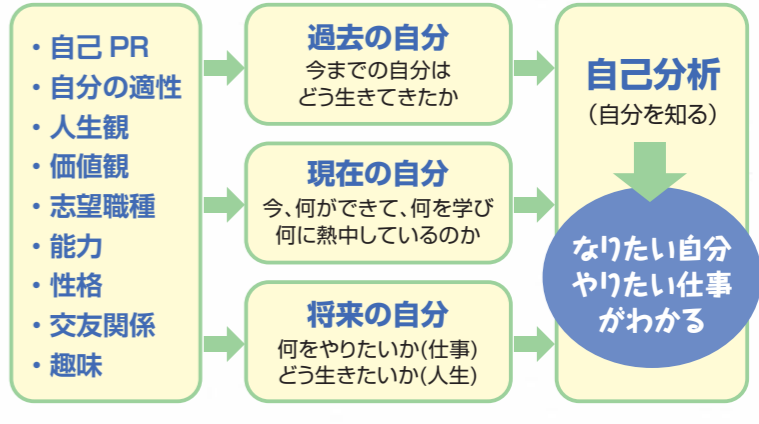 ・自己 PR
・自分の適性
・人生観
・価値観
・志望職種
・能力
・性格
・交友関係
・趣味
過去の自分
今までの自分は
どう生きてきたか
現在の自分
今、何ができて、何を学び
何に熱中しているのか
将来の自分
何をやりたいか(仕事)
どう生きたいか(人生)
自己分析
（自分を知る）
なりたい自分
やりたい仕事
がわかる